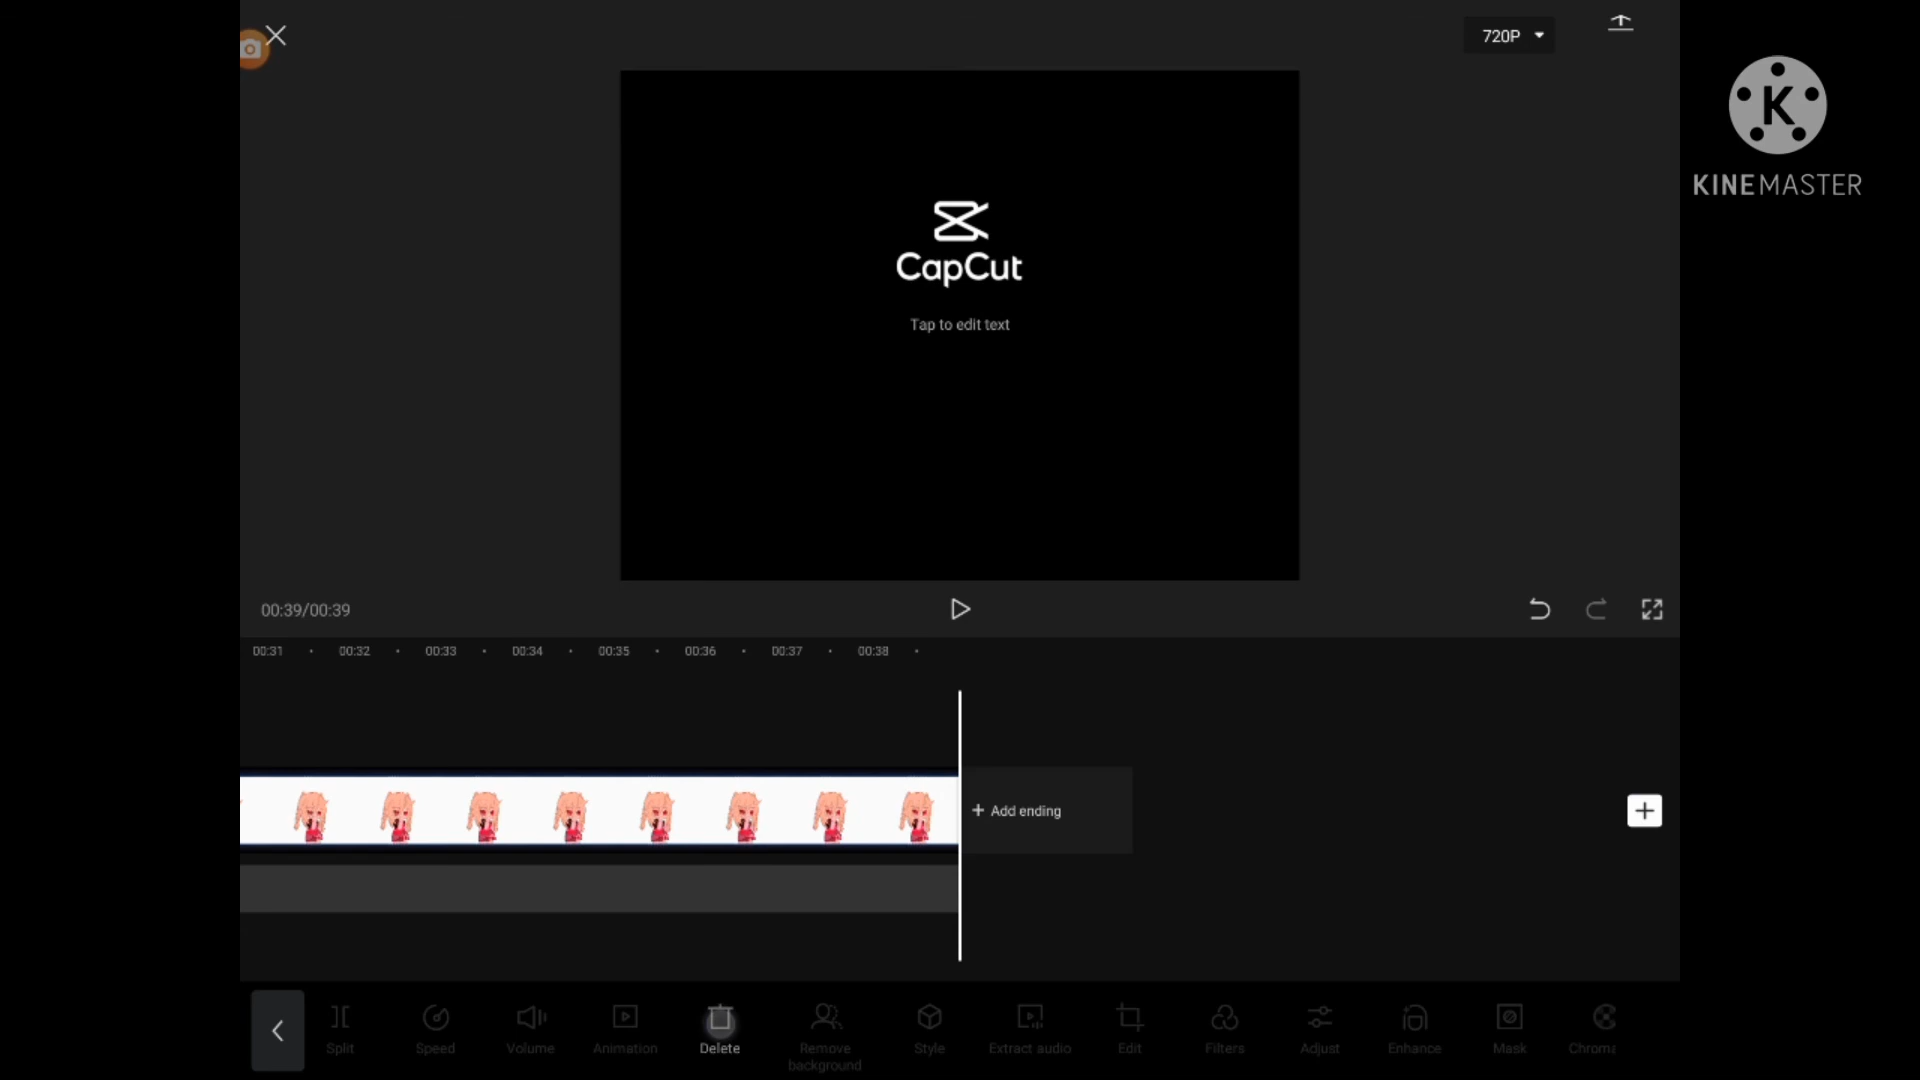 720P
K
KINEMASTER
CapCut
Tap to edit text
00:39/00:39
00:31 00:32 00:33 00:34 00:35 00:36 00:37 00:38
+ Add ending
Split Speed Volume Animation Delete Remove background Style Extract audio Edit Filters Adjust Enhance Mask Chroma